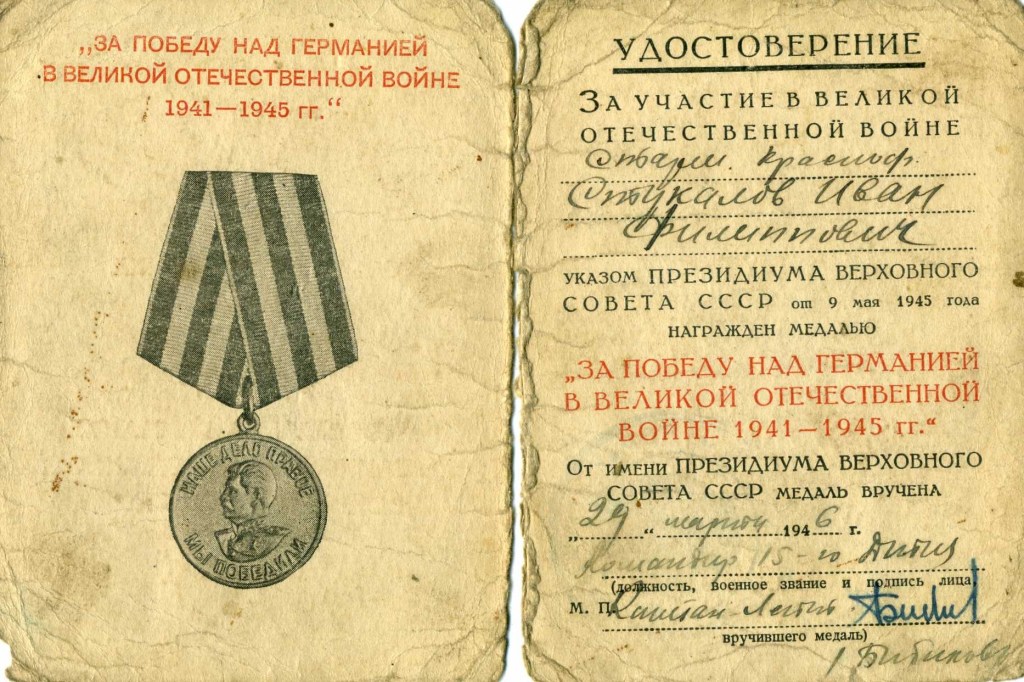 „ЗА ПОБЕДУ НАД ГЕРМАНИЕЙ
В ВЕЛИКОЙ ОТЕЧЕСТВЕННОЙ ВОЙНЕ
1941—1945 гг.“
НАШЕ ДЕЛО ПРАВОЕ
МЫ ПОБЕДИЛИ
УДОСТОВЕРЕНИЕ
ЗА УЧАСТИЕ В ВЕЛИКОЙ
ОТЕЧЕСТВЕННОЙ ВОЙНЕ
Старш. красноф.
Стукалов Иван
Филиппович
УКАЗОМ ПРЕЗИДИУМА ВЕРХОВНОГО
СОВЕТА СССР от 9 мая 1945 года
НАГРАЖДЕН МЕДАЛЬЮ
„ЗА ПОБЕДУ НАД ГЕРМАНИЕЙ
В ВЕЛИКОЙ ОТЕЧЕСТВЕННОЙ
ВОЙНЕ 1941—1945 гг.“
ОТ ИМЕНИ ПРЕЗИДИУМА ВЕРХОВНОГО
СОВЕТА СССР МЕДАЛЬ ВРУЧЕНА
„29“ марта 1946 г.
Командир 15-го
(должность, военное звание и подпись лица,
М. П. Капитан
вручившего медаль)